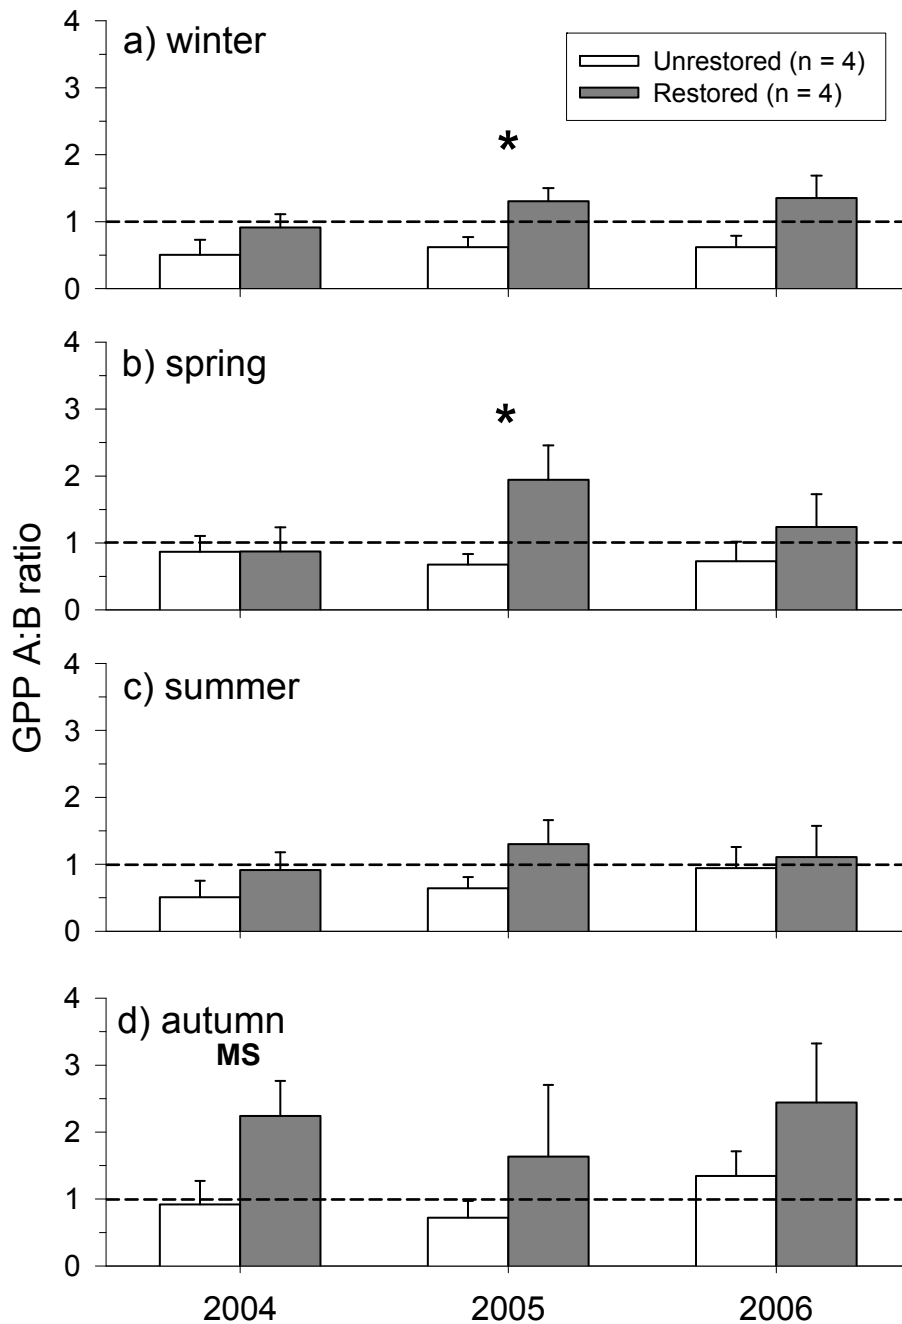 a) winter
Unrestored (n = 4)
Restored (n = 4)
*
4
3
2
1
0
b) spring
*
4
3
2
1
0
GPP A:B ratio
c) summer
4
3
2
1
0
d) autumn
MS
4
3
2
1
0
2004 2005 2006